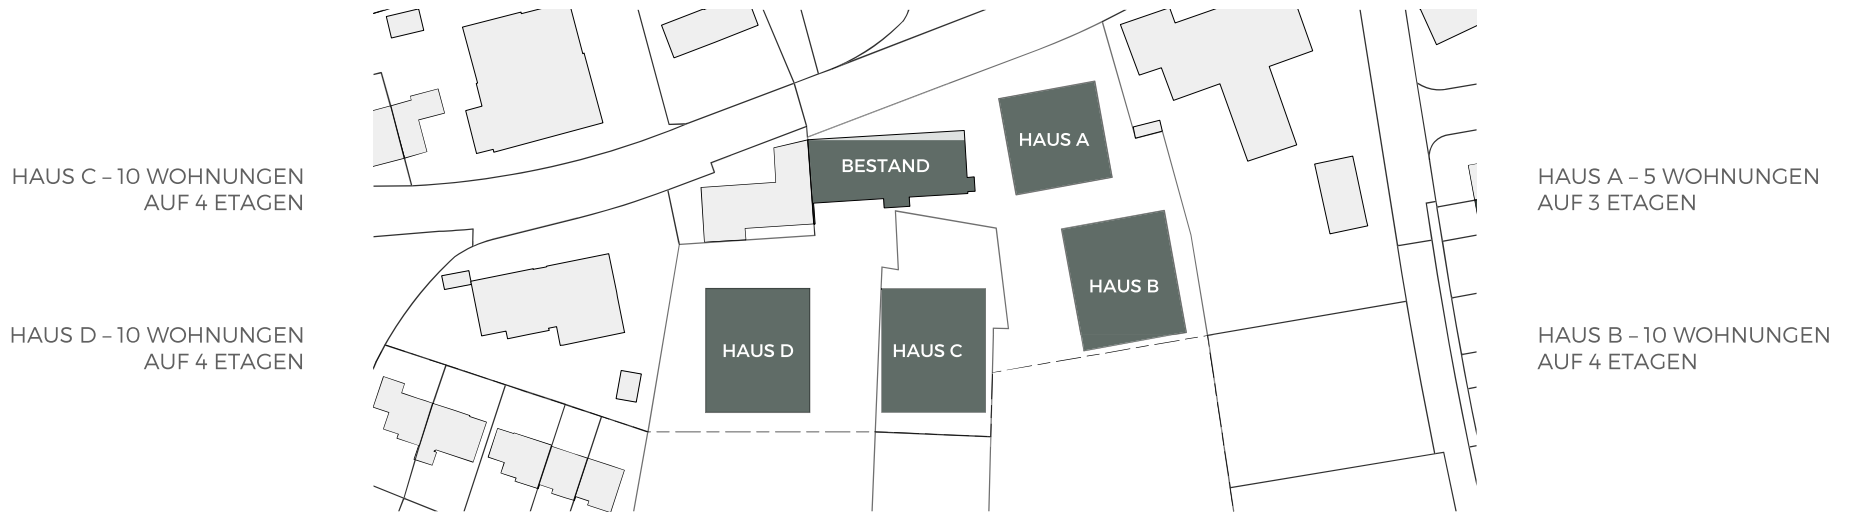 HAUS C – 10 WOHNUNGEN
AUF 4 ETAGEN
HAUS D – 10 WOHNUNGEN
AUF 4 ETAGEN
BESTAND
HAUS A
HAUS B
HAUS D
HAUS C
HAUS A – 5 WOHNUNGEN
AUF 3 ETAGEN
HAUS B – 10 WOHNUNGEN
AUF 4 ETAGEN